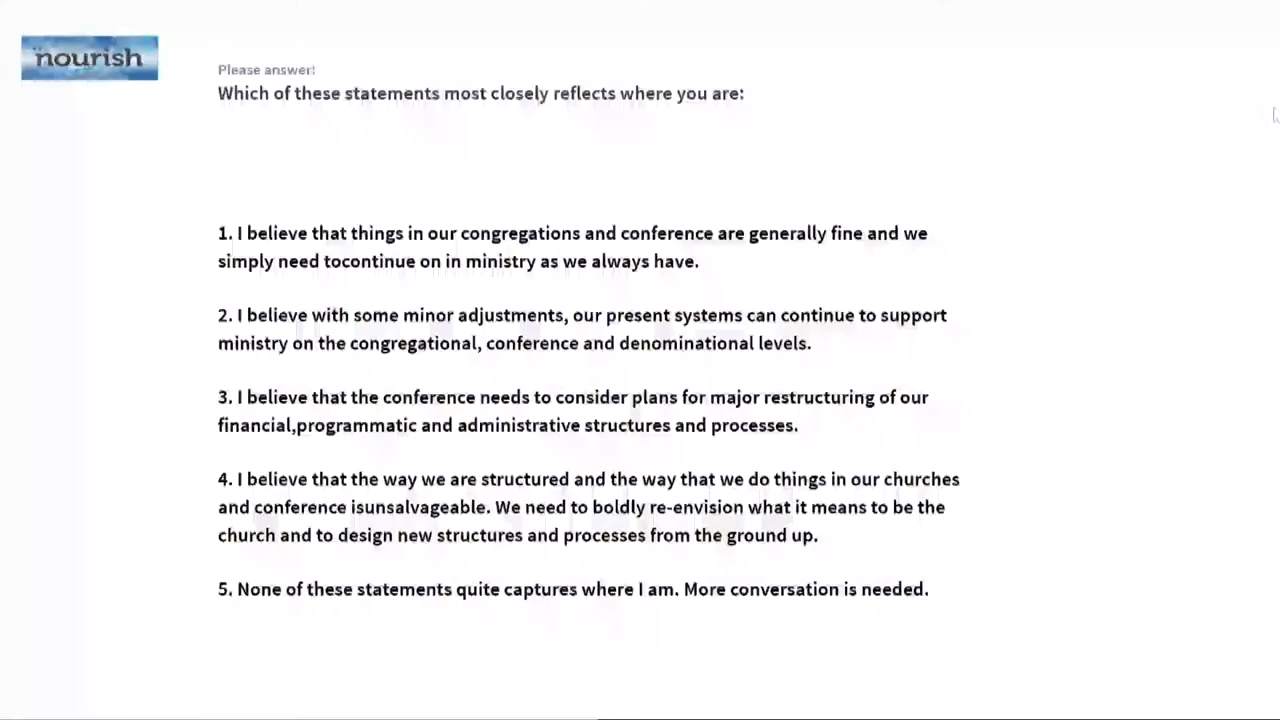 nourish
Please answer:
Which of these statements most closely reflects where you are:
1. I believe that things in our congregations and conference are generally fine and we
simply need tocontinue on in ministry as we always have.
2. I believe with some minor adjustments, our present systems can continue to support
ministry on the congregational, conference and denominational levels.
3. I believe that the conference needs to consider plans for major restructuring of our
financial,programmatic and administrative structures and processes.
4. I believe that the way we are structured and the way that we do things in our churches
and conference isunsalvageable. We need to boldly re-envision what it means to be the
church and to design new structures and processes from the ground up.
5. None of these statements quite captures where I am. More conversation is needed.